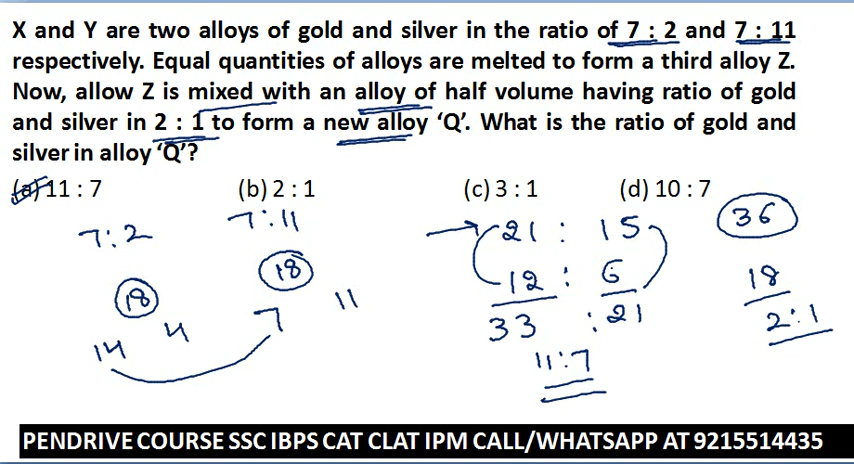 X and Y are two alloys of gold and silver in the ratio of 7 : 2 and 7 : 11
respectively. Equal quantities of alloys are melted to form a third alloy Z.
Now, allow Z is mixed with an alloy of half volume having ratio of gold
and silver in 2 : 1 to form a new alloy ‘Q’. What is the ratio of gold and
silver in alloy ‘Q’?
(a) 11 : 7 (b) 2 : 1 (c) 3 : 1 (d) 10 : 7
7:2 7:11 21 : 15 36
18 18 12 : 6 18
14 4 7 11 33 : 21 2:1
11:7
PENDRIVE COURSE SSC IBPS CAT CLAT IPM CALL/WHATSAPP AT 9215514435